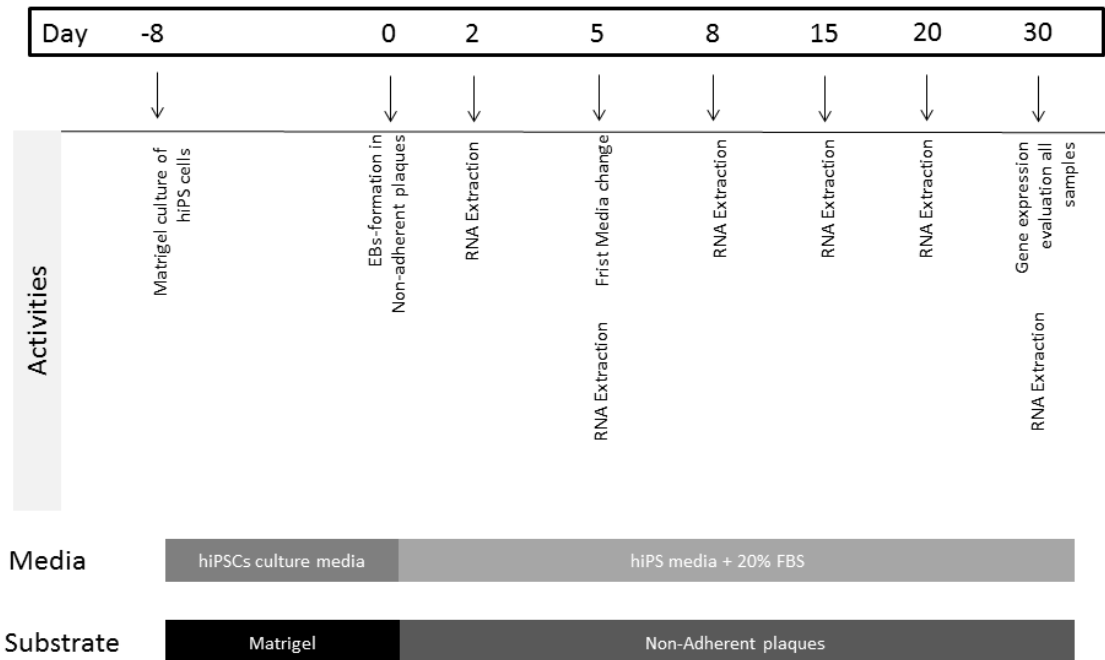 Day -8 0 2 5 8 15 20 30
Activities
Matrigel culture of
hiPS cells
EBs-formation in
Non-adherent plaques
RNA Extraction
Frist Media change
RNA Extraction
RNA Extraction
RNA Extraction
RNA Extraction
Gene expression
evaluation all
samples
RNA Extraction
Media hiPSCs culture media hiPS media + 20% FBS
Substrate Matrigel Non-Adherent plaques